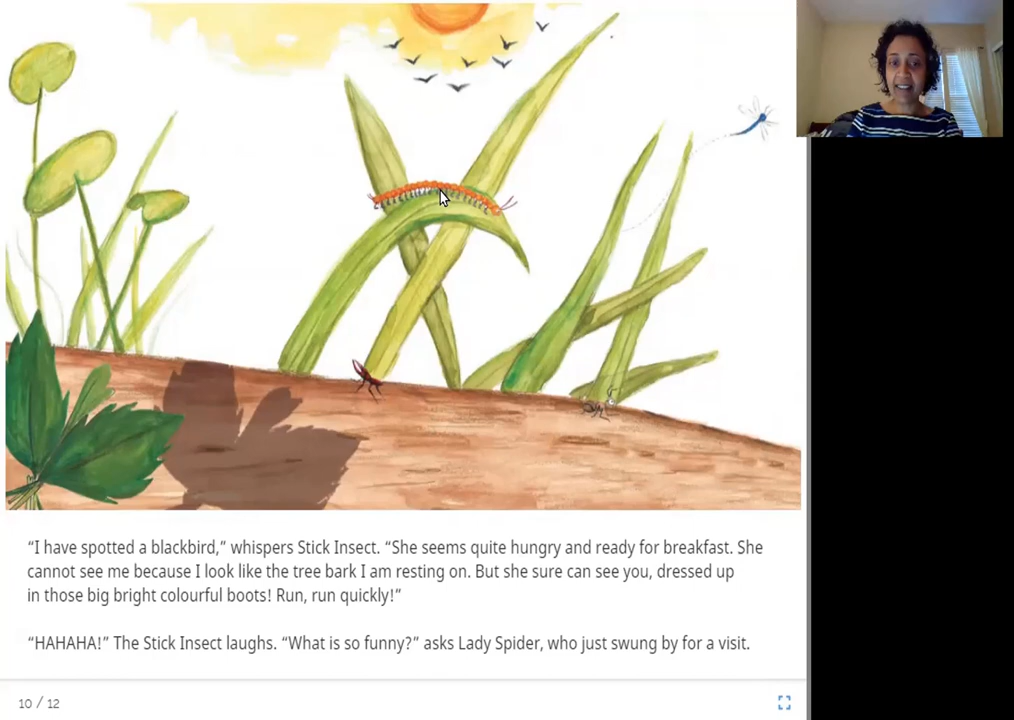 “I have spotted a blackbird,” whispers Stick Insect. “She seems quite hungry and ready for breakfast. She
cannot see me because I look like the tree bark I am resting on. But she sure can see you, dressed up
in those big bright colourful boots! Run, run quickly!”
“HAHAHA!” The Stick Insect laughs. “What is so funny?” asks Lady Spider, who just swung by for a visit.
10 / 12